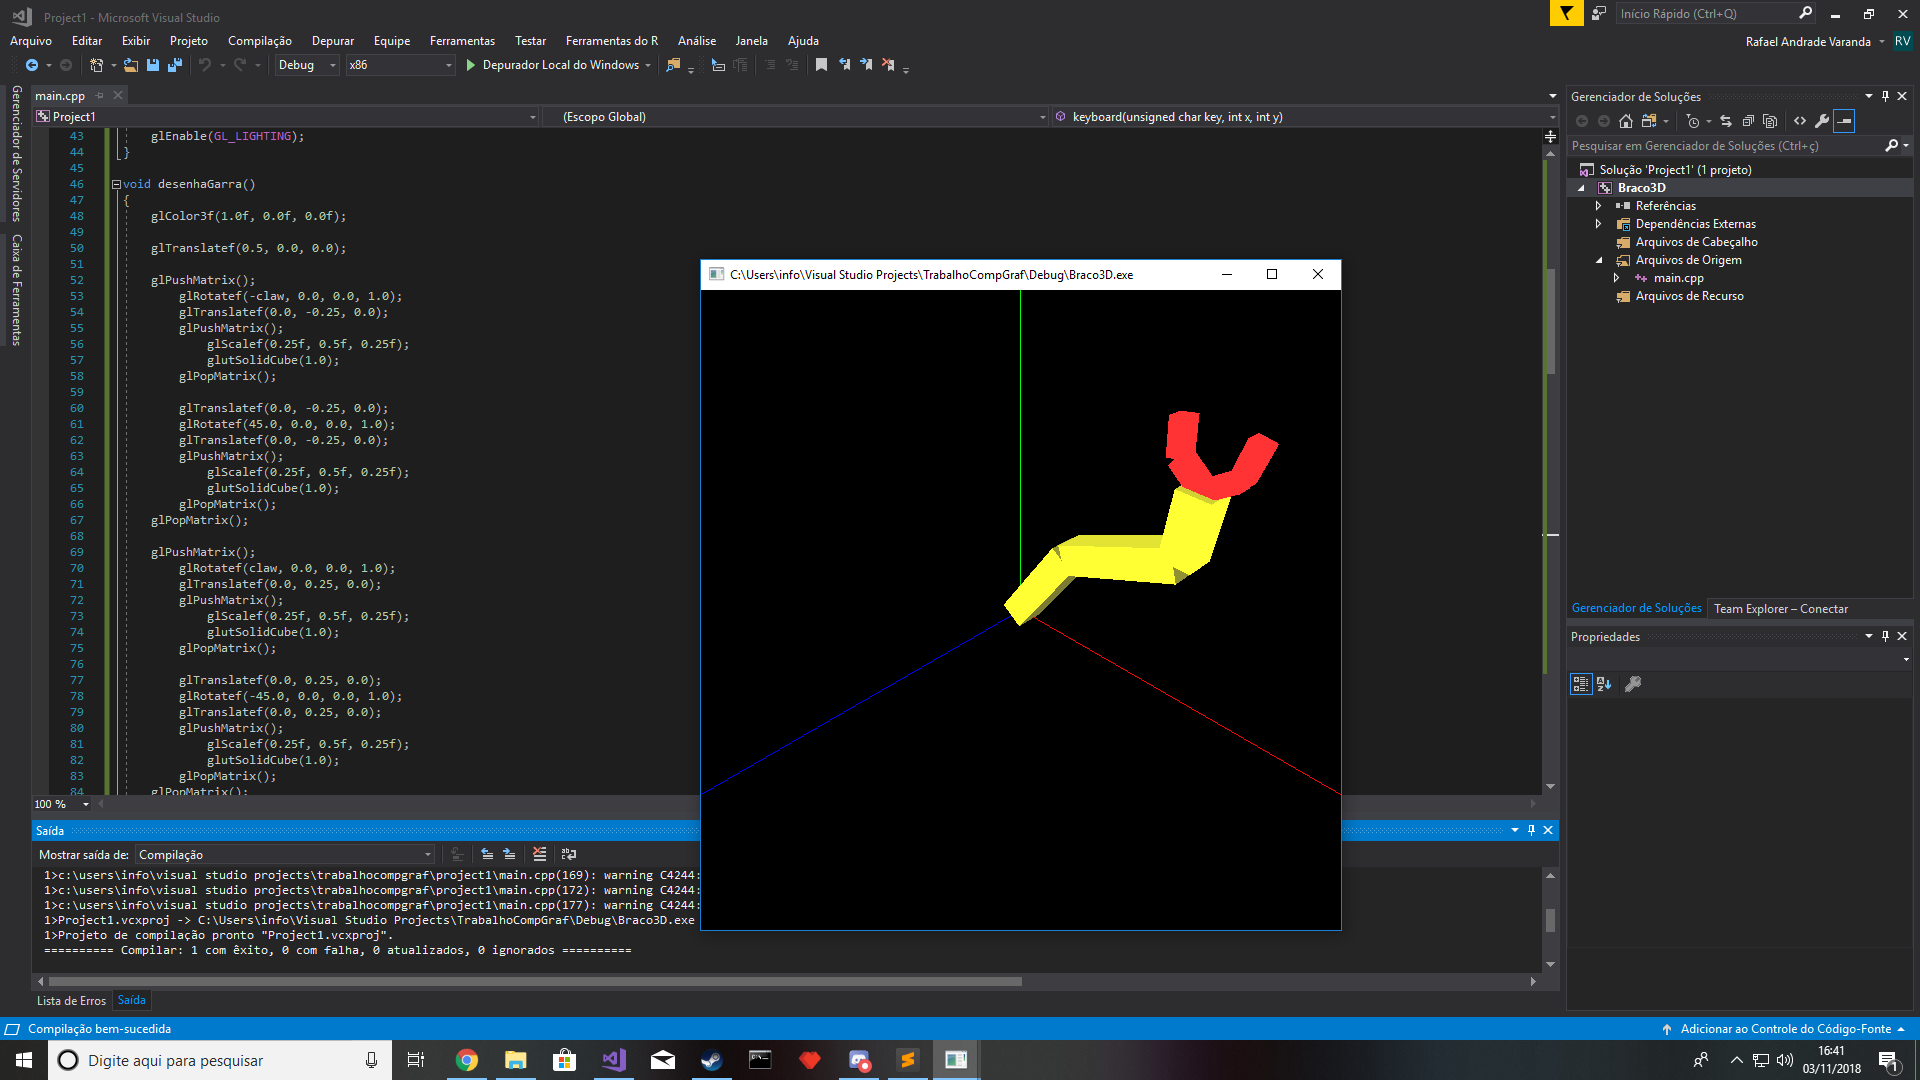 Project1 - Microsoft Visual Studio
Início Rápido (Ctrl+Q)
Arquivo Editar Exibir Projeto Compilação Depurar Equipe Ferramentas Testar Ferramentas do R Análise Janela Ajuda
Rafael Andrade Varanda RV
Debug x86 Depurador Local do Windows
Gerenciador de Servidores
Caixa de Ferramentas
main.cpp
Project1 (Escopo Global) keyboard(unsigned char key, int x, int y)
43 glEnable(GL_LIGHTING);
44 }
45
46 void desenhaGarra()
47 {
48 glColor3f(1.0f, 0.0f, 0.0f);
49
50 glTranslatef(0.5, 0.0, 0.0);
51
52 glPushMatrix();
53 glRotatef(-claw, 0.0, 0.0, 1.0);
54 glTranslatef(0.0, -0.25, 0.0);
55 glPushMatrix();
56 glScalef(0.25f, 0.5f, 0.25f);
57 glutSolidCube(1.0);
58 glPopMatrix();
59
60 glTranslatef(0.0, -0.25, 0.0);
61 glRotatef(45.0, 0.0, 0.0, 1.0);
62 glTranslatef(0.0, -0.25, 0.0);
63 glPushMatrix();
64 glScalef(0.25f, 0.5f, 0.25f);
65 glutSolidCube(1.0);
66 glPopMatrix();
67 glPopMatrix();
68
69 glPushMatrix();
70 glRotatef(claw, 0.0, 0.0, 1.0);
71 glTranslatef(0.0, 0.25, 0.0);
72 glPushMatrix();
73 glScalef(0.25f, 0.5f, 0.25f);
74 glutSolidCube(1.0);
75 glPopMatrix();
76
77 glTranslatef(0.0, 0.25, 0.0);
78 glRotatef(-45.0, 0.0, 0.0, 1.0);
79 glTranslatef(0.0, 0.25, 0.0);
80 glPushMatrix();
81 glScalef(0.25f, 0.5f, 0.25f);
82 glutSolidCube(1.0);
83 glPopMatrix();
84 glPopMatrix();
100 %
C:\Users\info\Visual Studio Projects\TrabalhoCompGraf\Debug\Braco3D.exe
Gerenciador de Soluções
Pesquisar em Gerenciador de Soluções (Ctrl+ç)
Solução 'Project1' (1 projeto)
Braco3D
Referências
Dependências Externas
Arquivos de Cabeçalho
Arquivos de Origem
main.cpp
Arquivos de Recurso
Gerenciador de Soluções Team Explorer – Conectar
Propriedades
Saída
Mostrar saída de: Compilação
1>c:\users\info\visual studio projects\trabalhocompgraf\project1\main.cpp(169): warning C4244:
1>c:\users\info\visual studio projects\trabalhocompgraf\project1\main.cpp(172): warning C4244:
1>c:\users\info\visual studio projects\trabalhocompgraf\project1\main.cpp(177): warning C4244:
1>Project1.vcxproj -> C:\Users\info\Visual Studio Projects\TrabalhoCompGraf\Debug\Braco3D.exe
1>Projeto de compilação pronto "Project1.vcxproj".
========== Compilar: 1 com êxito, 0 com falha, 0 atualizados, 0 ignorados ==========
Lista de Erros Saída
Compilação bem-sucedida
Adicionar ao Controle do Código-Fonte
Digite aqui para pesquisar
16:41
03/11/2018
1